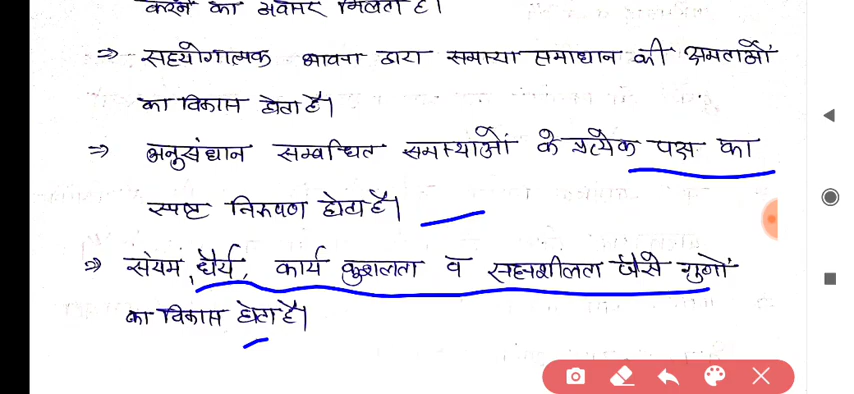 करने का अवसर मिलता है।
⇒ सहयोगात्मक भावना द्वारा समस्या समाधान की क्षमताओं
का विकास होता है।
⇒ अनुसंधान सम्बन्धित समस्याओं के प्रत्येक पक्ष का
स्पष्ट निरूपण होता है।
⇒ संयम, धैर्य, कार्य कुशलता व सहनशीलता जैसे गुणों
का विकास होता है।